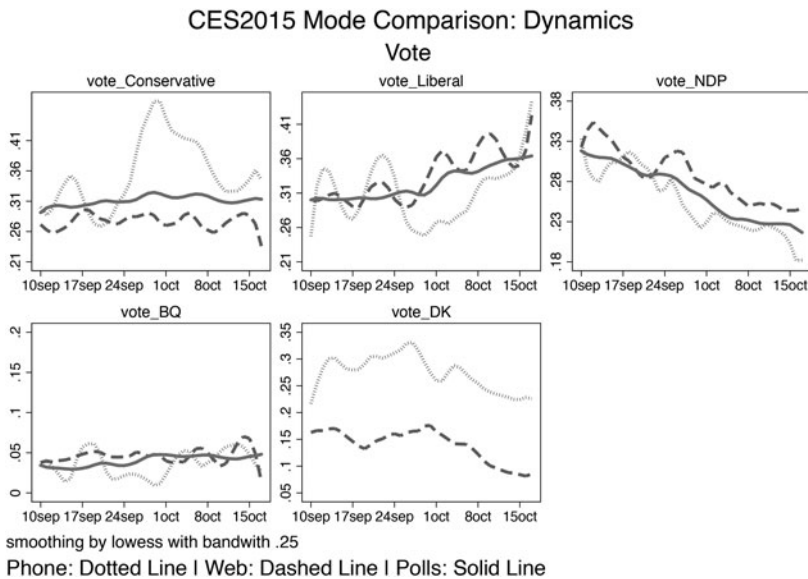 CES2015 Mode Comparison: Dynamics
Vote
vote_Conservative
.21 .26 .31 .36 .41
10sep 17sep 24sep 1oct 8oct 15oct
vote_Liberal
.21 .26 .31 .36 .41
10sep 17sep 24sep 1oct 8oct 15oct
vote_NDP
.18 .23 .28 .33 .38
10sep 17sep 24sep 1oct 8oct 15oct
vote_BQ
0 .05 .1 .15 .2
10sep 17sep 24sep 1oct 8oct 15oct
vote_DK
.05 .1 .15 .2 .25 .3 .35
10sep 17sep 24sep 1oct 8oct 15oct
smoothing by lowess with bandwith .25
Phone: Dotted Line I Web: Dashed Line I Polls: Solid Line